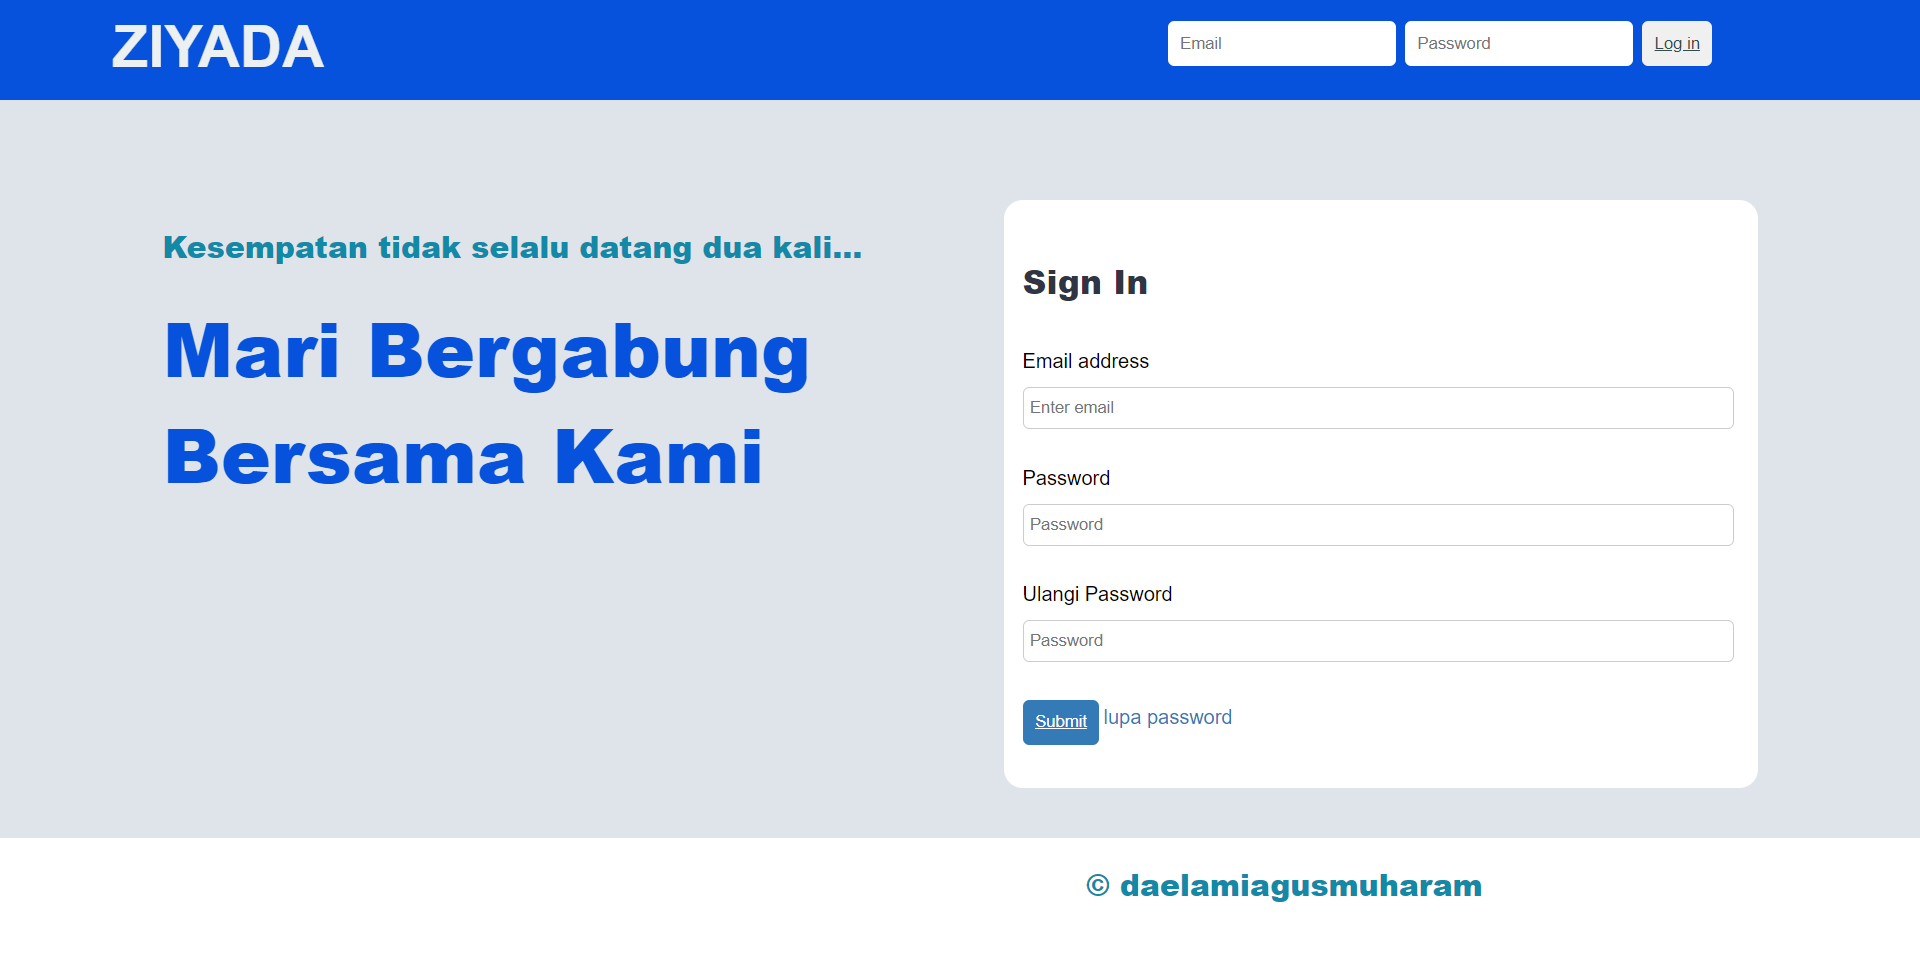 ZIYADA
Email
Password
Log in
Kesempatan tidak selalu datang dua kali...
Mari Bergabung
Bersama Kami
Sign In
Email address
Enter email
Password
Password
Ulangi Password
Password
Submit lupa password
© daelamiagusmuharam